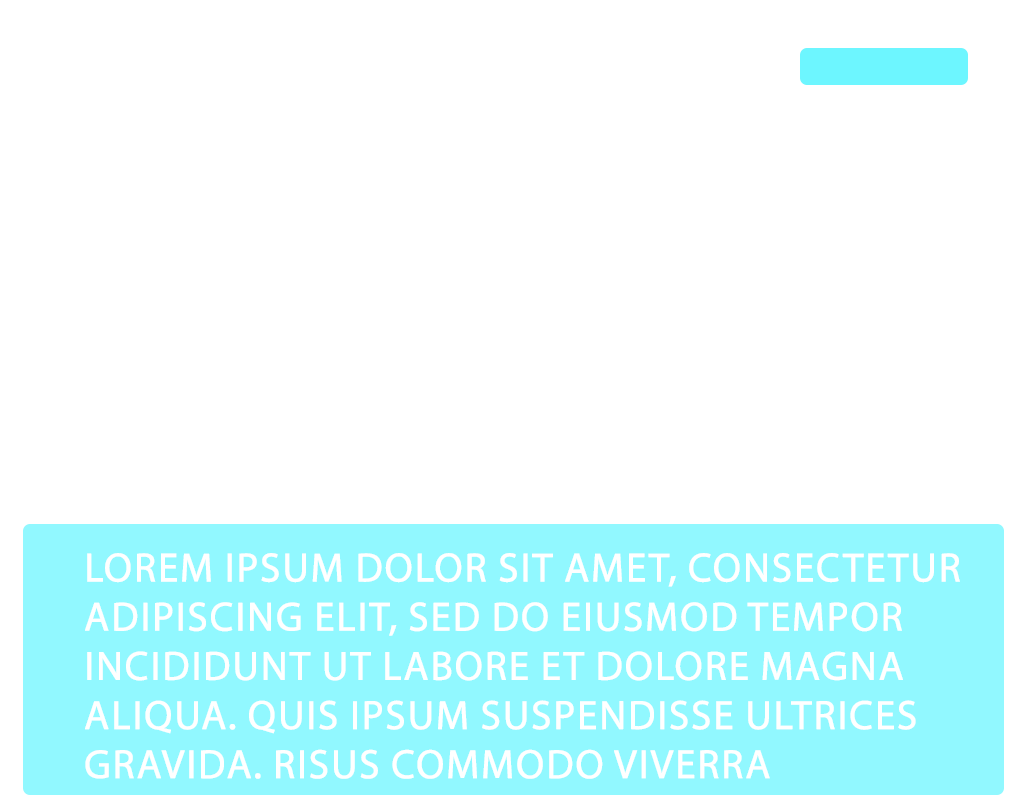 LOREM IPSUM DOLOR SIT AMET, CONSECTETUR
ADIPISCING ELIT, SED DO EIUSMOD TEMPOR
INCIDIDUNT UT LABORE ET DOLORE MAGNA
ALIQUA. QUIS IPSUM SUSPENDISSE ULTRICES
GRAVIDA. RISUS COMMODO VIVERRA